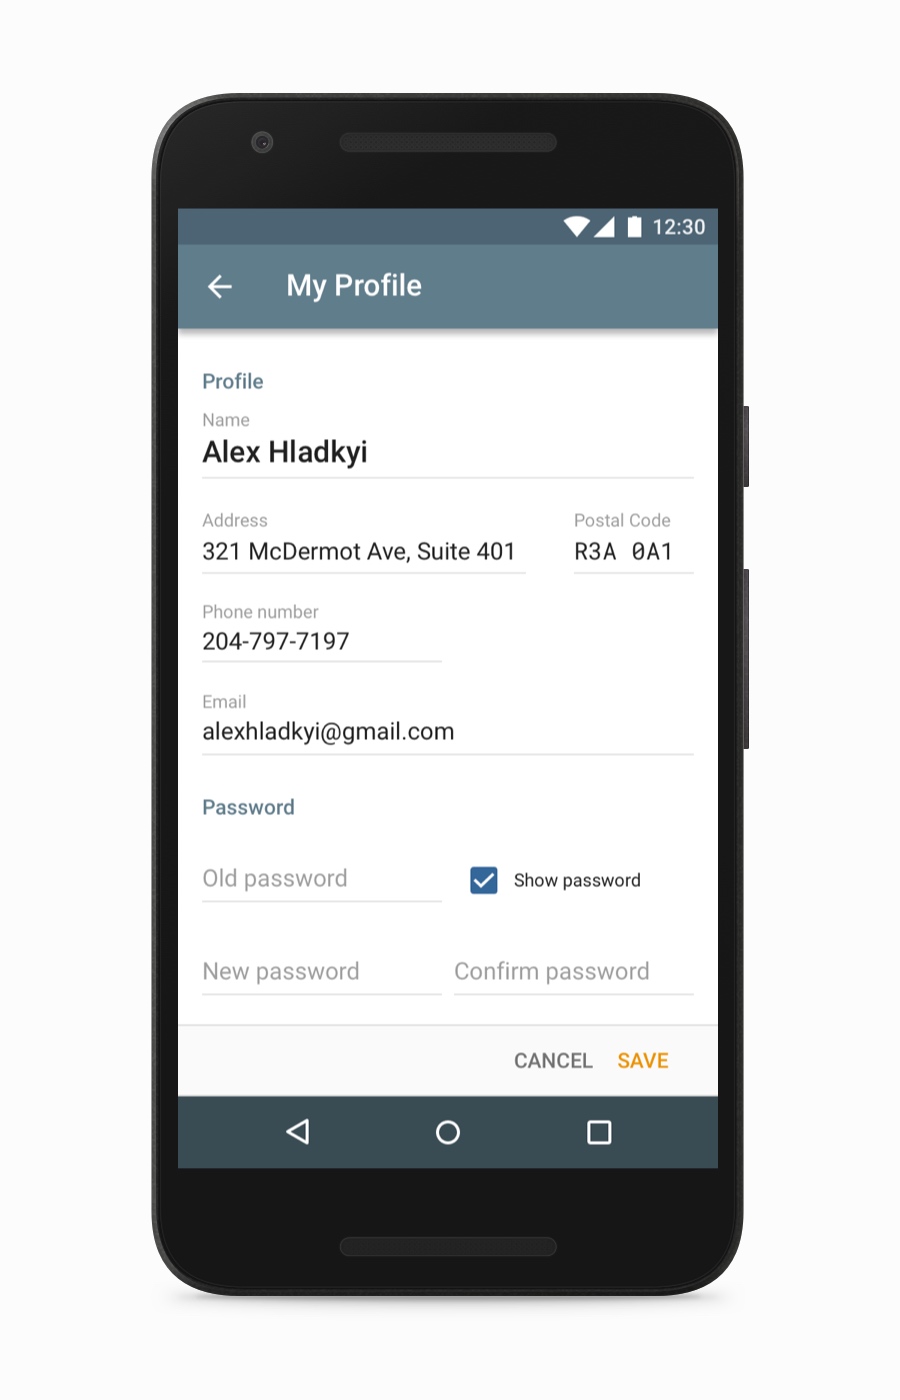 12:30
My Profile
Profile
Name
Alex Hladkyi
Address Postal Code
321 McDermot Ave, Suite 401 R3A 0A1
Phone number
204-797-7197
Email
alexhladkyi@gmail.com
Password
Old password Show password
New password Confirm password
CANCEL SAVE